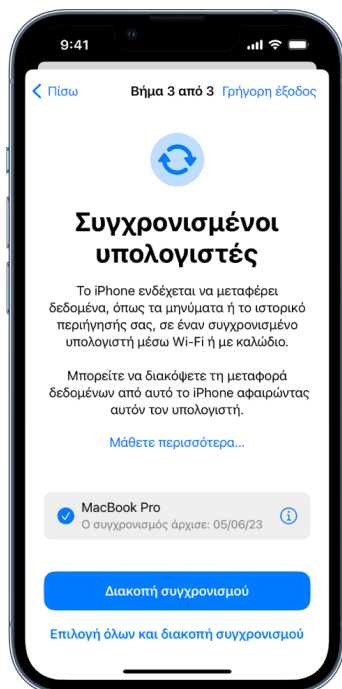 9:41
Πίσω Βήμα 3 από 3 Γρήγορη έξοδος
Συγχρονισμένοι
υπολογιστές
Το iPhone ενδέχεται να μεταφέρει
δεδομένα, όπως τα μηνύματα ή το ιστορικό
περιήγησής σας, σε έναν συγχρονισμένο
υπολογιστή μέσω Wi-Fi ή με καλώδιο.
Μπορείτε να διακόψετε τη μεταφορά
δεδομένων από αυτό το iPhone αφαιρώντας
αυτόν τον υπολογιστή.
Μάθετε περισσότερα...
MacBook Pro
Ο συγχρονισμός άρχισε: 05/06/23
Διακοπή συγχρονισμού
Επιλογή όλων και διακοπή συγχρονισμού